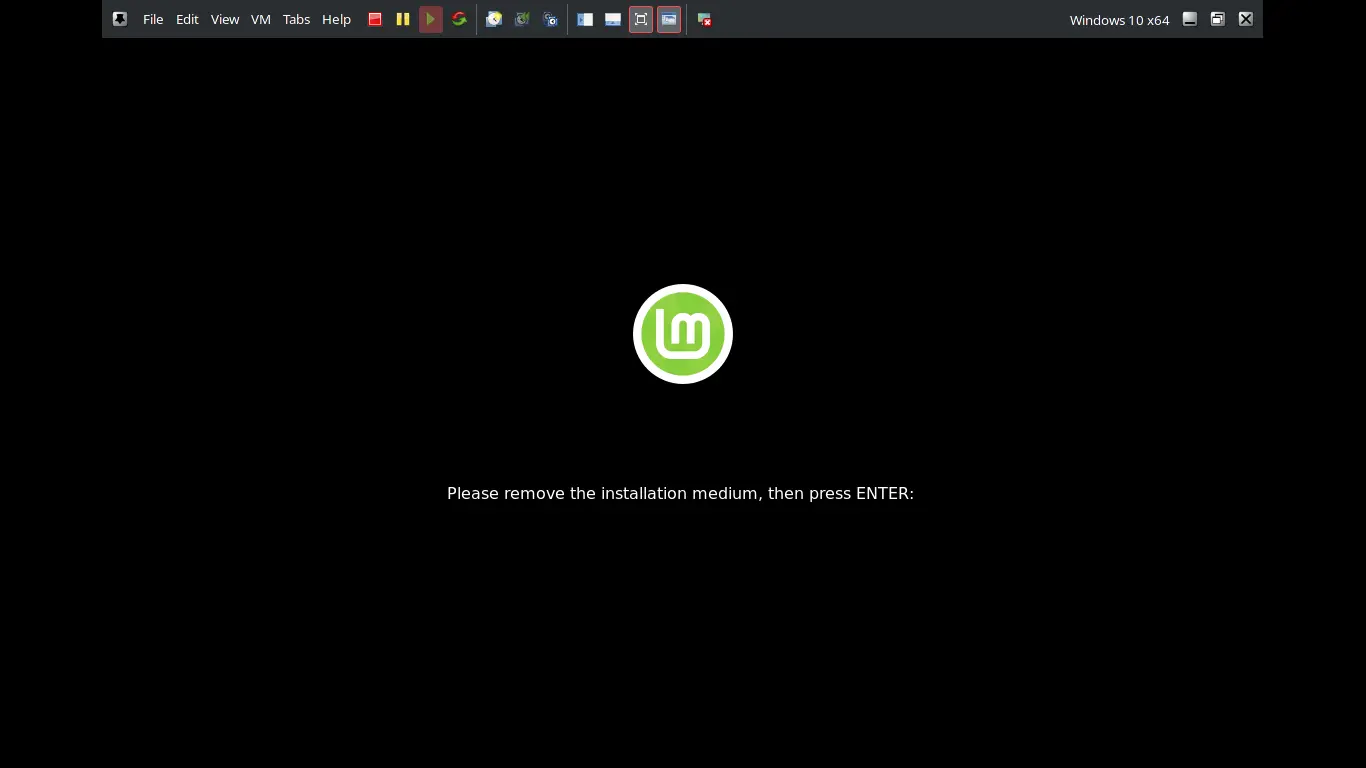 File Edit View VM Tabs Help Windows 10 x64
lm
Please remove the installation medium, then press ENTER: